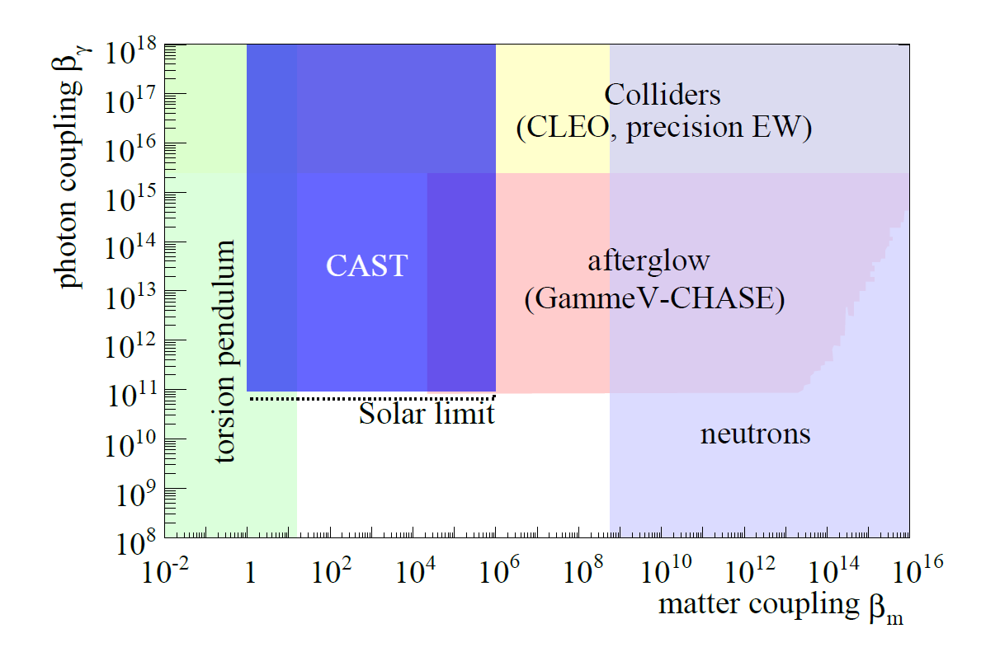 photon coupling βγ
10^18
10^17
10^16
10^15
10^14
10^13
10^12
10^11
10^10
10^9
10^8
Colliders
(CLEO, precision EW)
CAST
afterglow
(GammeV-CHASE)
torsion pendulum
Solar limit
neutrons
10^-2 1 10^2 10^4 10^6 10^8 10^10 10^12 10^14 10^16
matter coupling βm